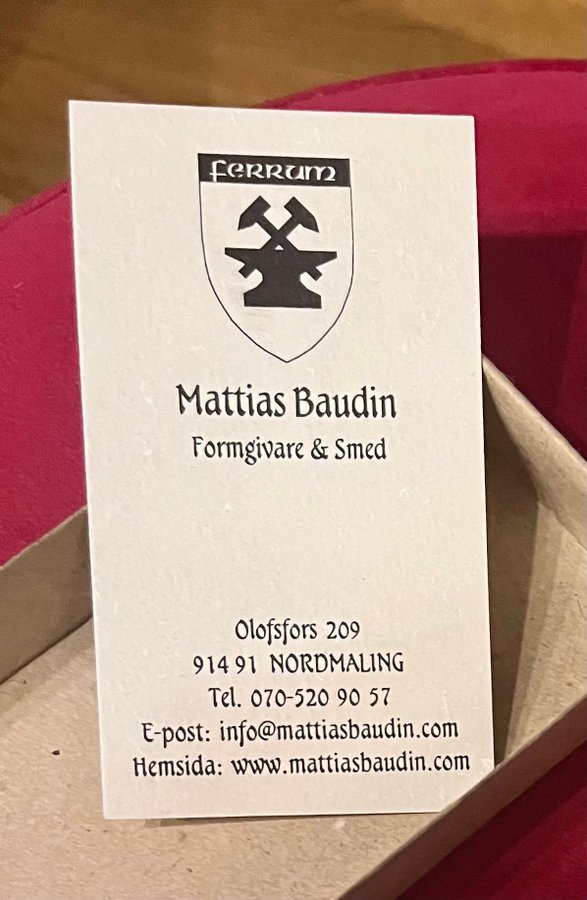 FERRUM
Mattias Baudin
Formgivare & Smed
Olofsfors 209
914 91 NORDMALING
Tel. 070-520 90 57
E-post: info@mattiasbaudin.com
Hemsida: www.mattiasbaudin.com